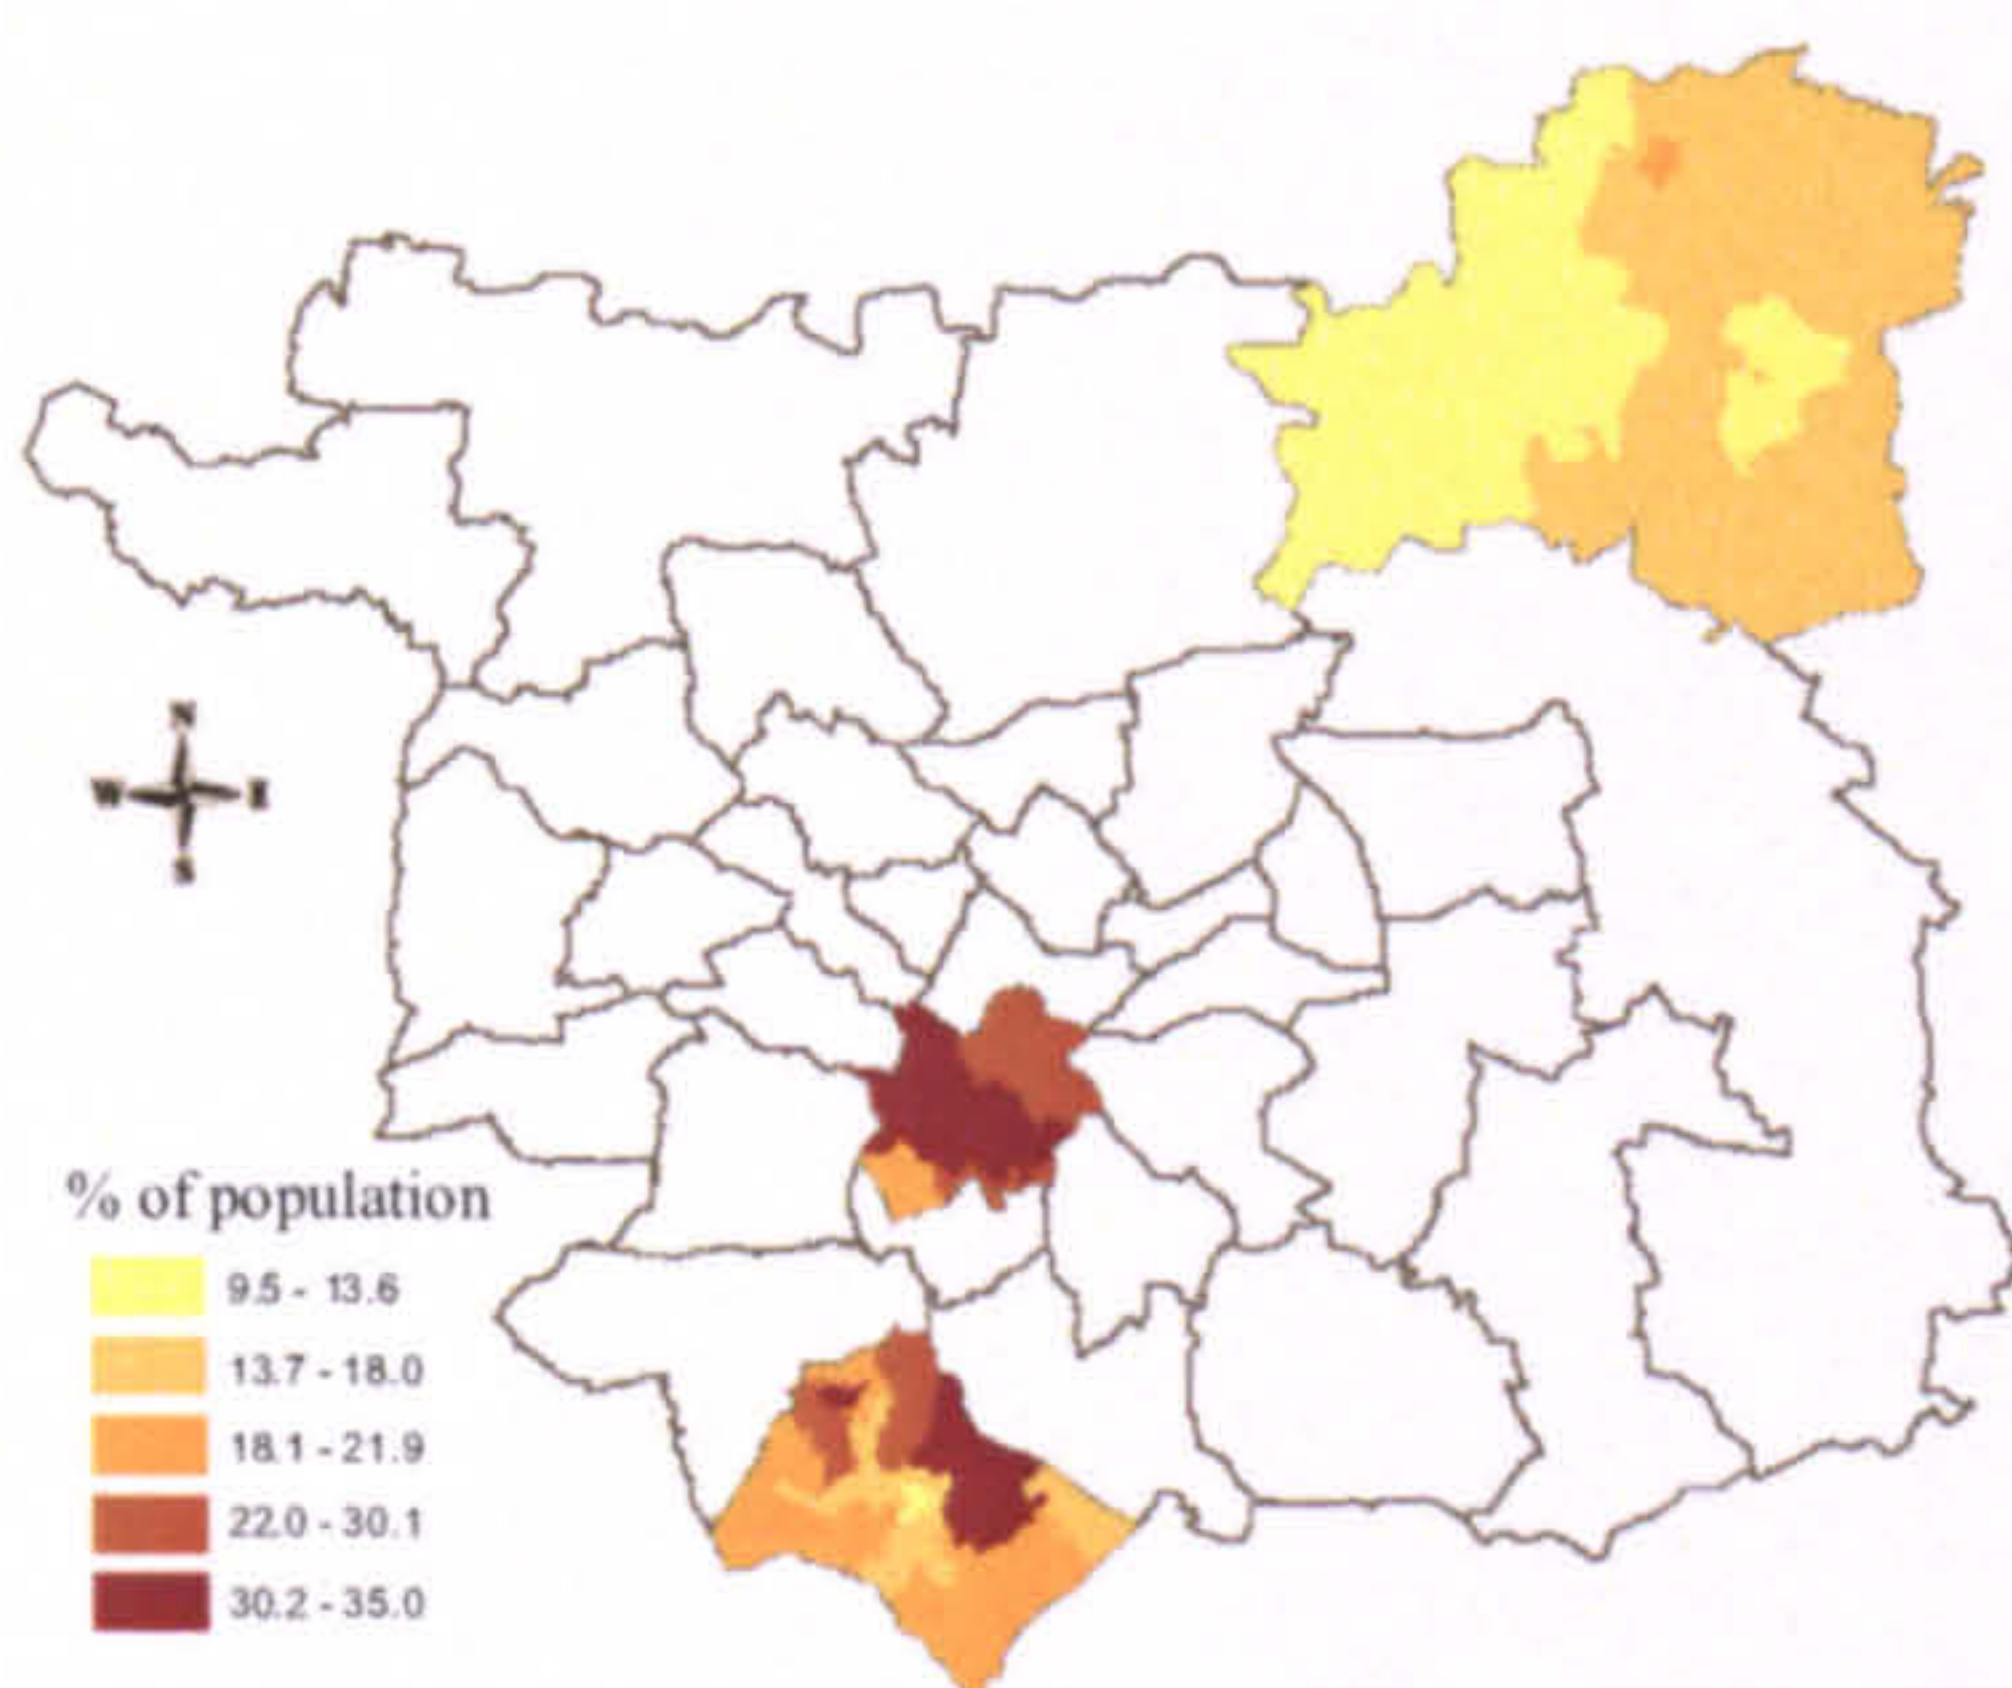 N
W
S
% of population
9.5 - 13.6
13.7 - 18.0
18.1 - 21.9
22.0 - 30.1
30.2 - 35.0